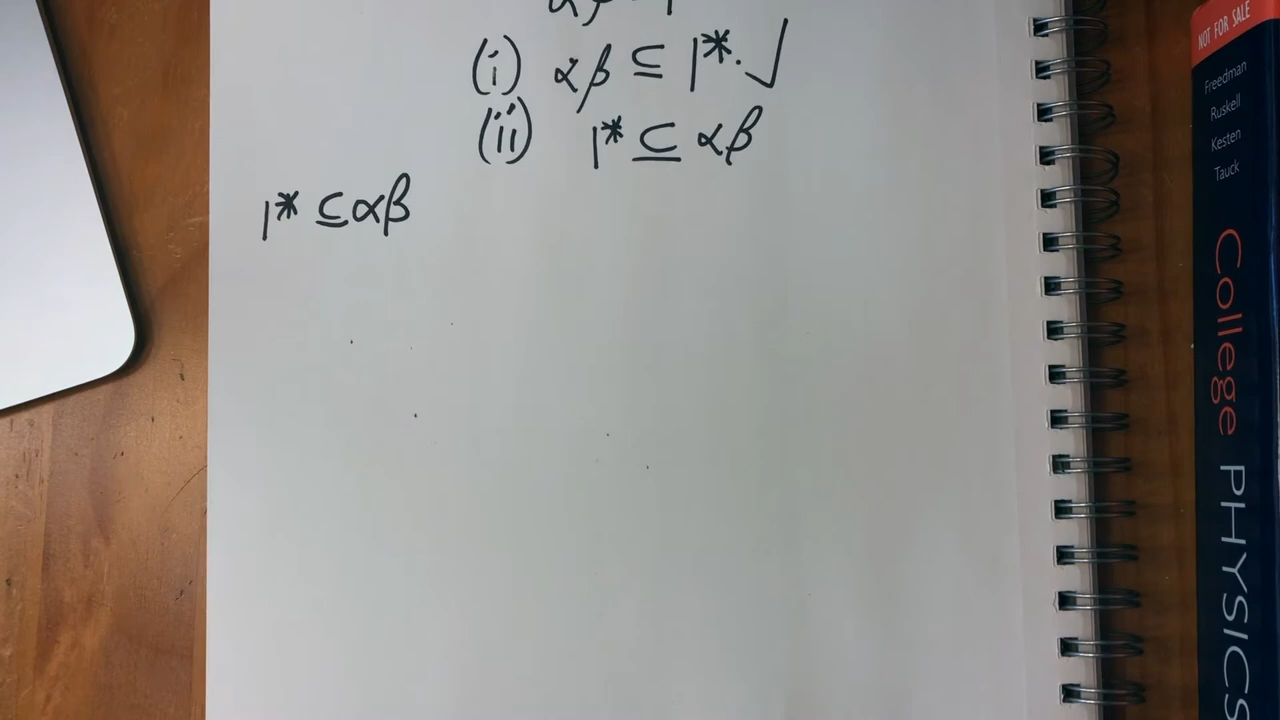 (i) αβ ⊆ 1*. √
(ii) 1* ⊆ αβ
1* ⊆ αβ
NOT FOR SALE
Freedman
Ruskell
Kesten
Tauck
College PHYSICS